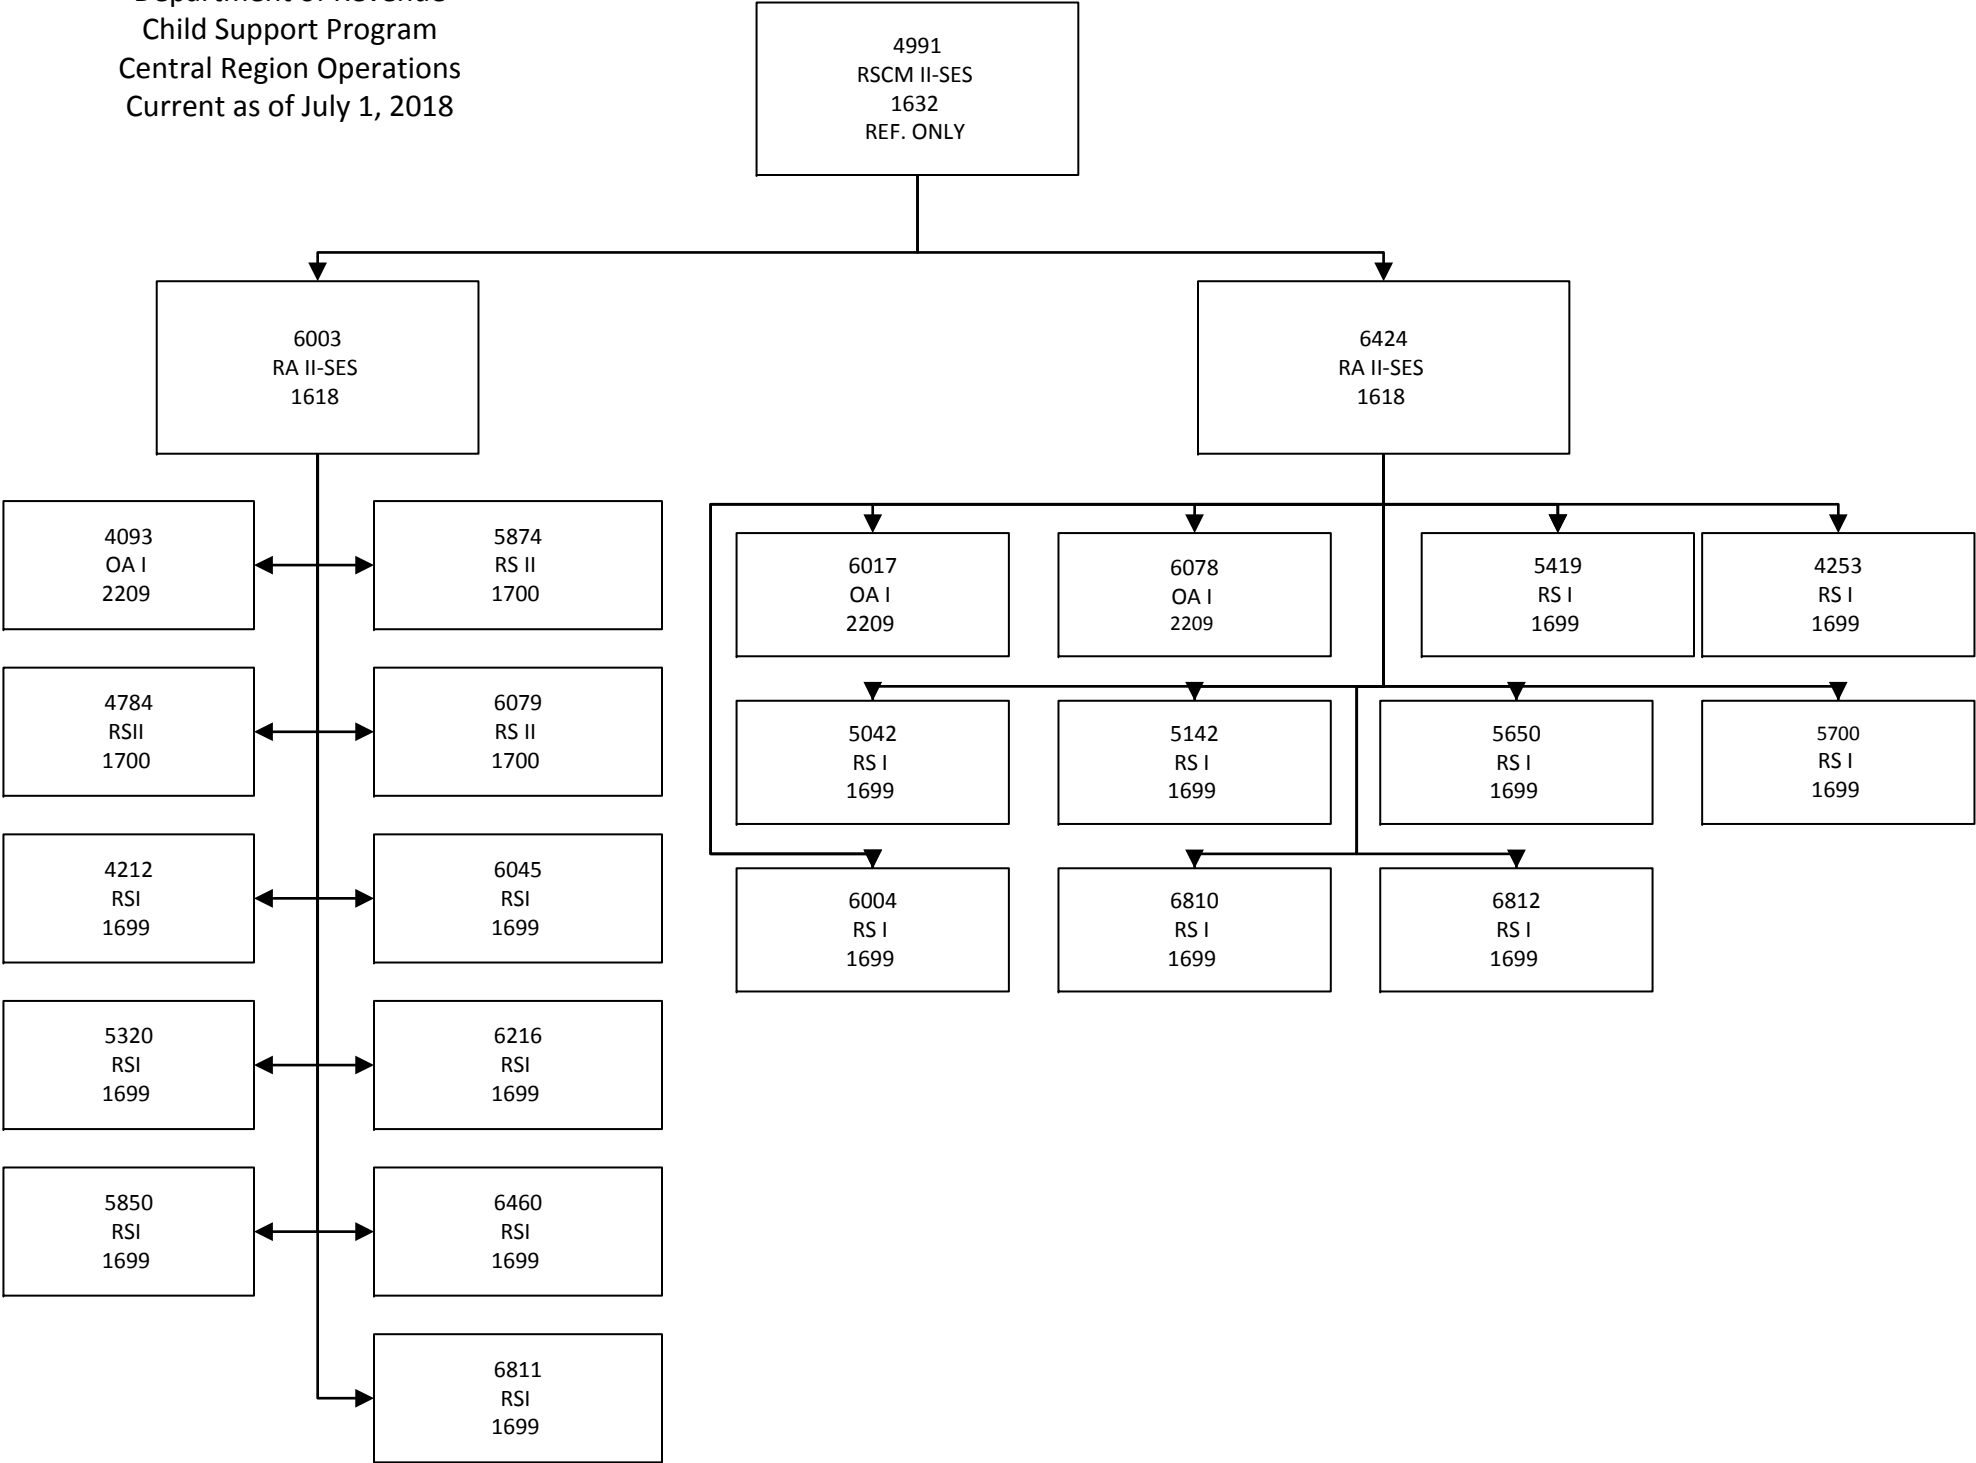 Department of Revenue
Child Support Program
Central Region Operations
Current as of July 1, 2018
4991
RSCM II-SES
1632
REF. ONLY
6003
RA II-SES
1618
6424
RA II-SES
1618
4093
OA I
2209
5874
RS II
1700
4784
RSII
1700
6079
RS II
1700
4212
RSI
1699
6045
RSI
1699
5320
RSI
1699
6216
RSI
1699
5850
RSI
1699
6460
RSI
1699
6811
RSI
1699
6017
OA I
2209
6078
OA I
2209
5419
RS I
1699
4253
RS I
1699
5042
RS I
1699
5142
RS I
1699
5650
RS I
1699
5700
RS I
1699
6004
RS I
1699
6810
RS I
1699
6812
RS I
1699